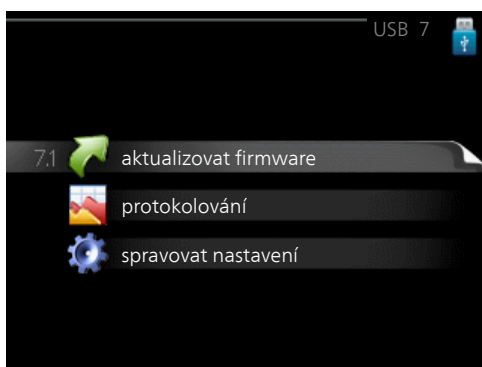 USB 7
7.1 aktualizovat firmware
protokolování
spravovat nastavení